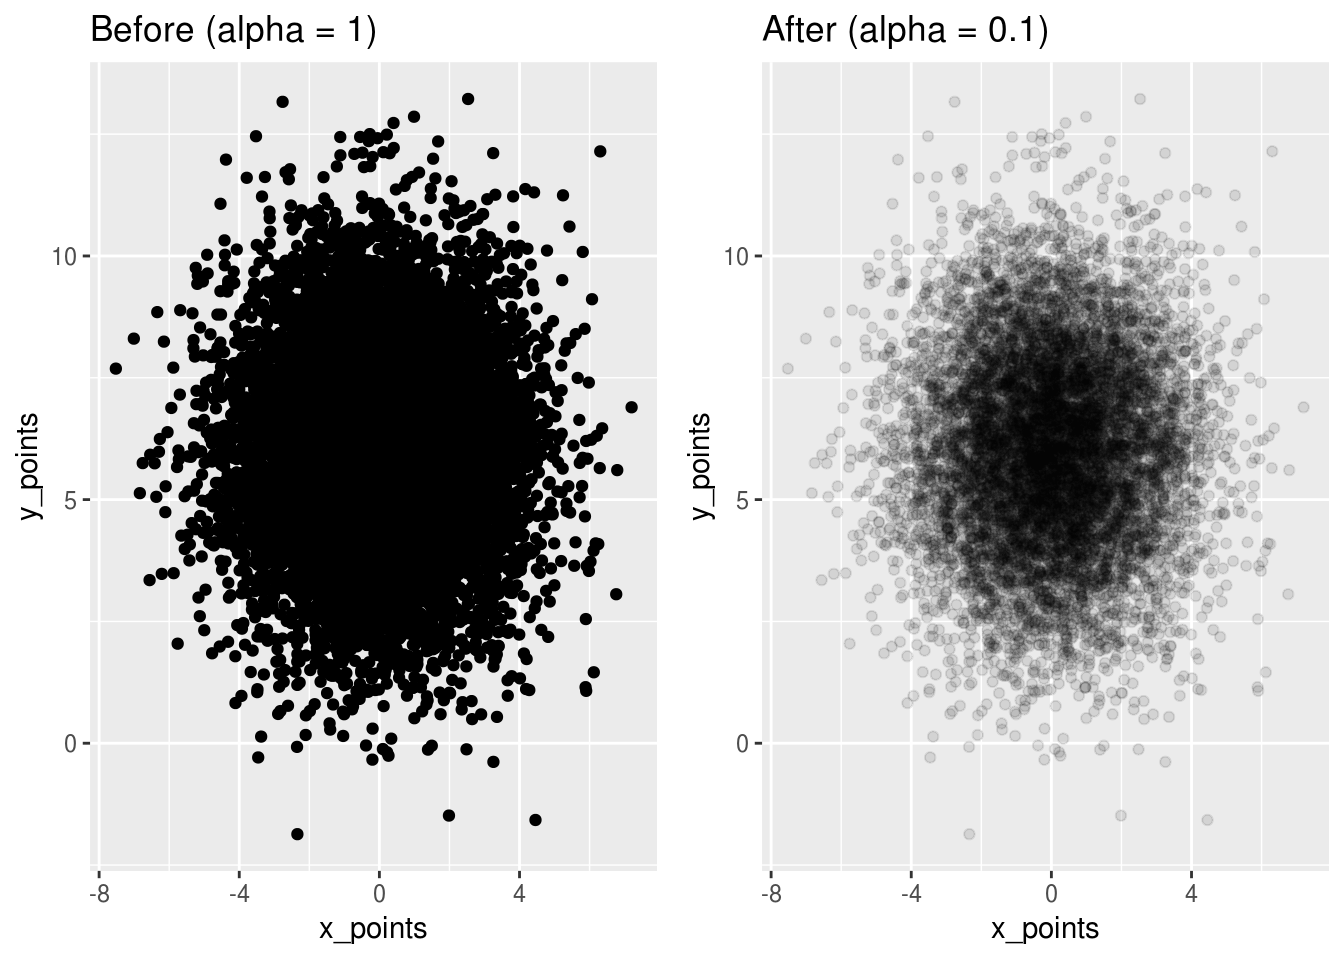 Before (alpha = 1)
y_points
10
5
0
-8 -4 0 4
x_points
After (alpha = 0.1)
y_points
10
5
0
-8 -4 0 4
x_points